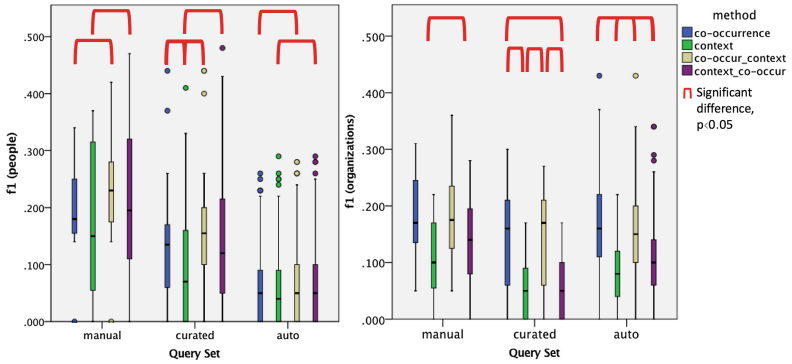 .500
.400
.300
.200
.100
.000
f1 (people)
manual
curated
auto
Query Set
.500
.400
.300
.200
.100
.000
f1 (organizations)
manual
curated
auto
Query Set
method
co-occurrence
context
co-occur_context
context_co-occur
Significant
difference,
p<0.05